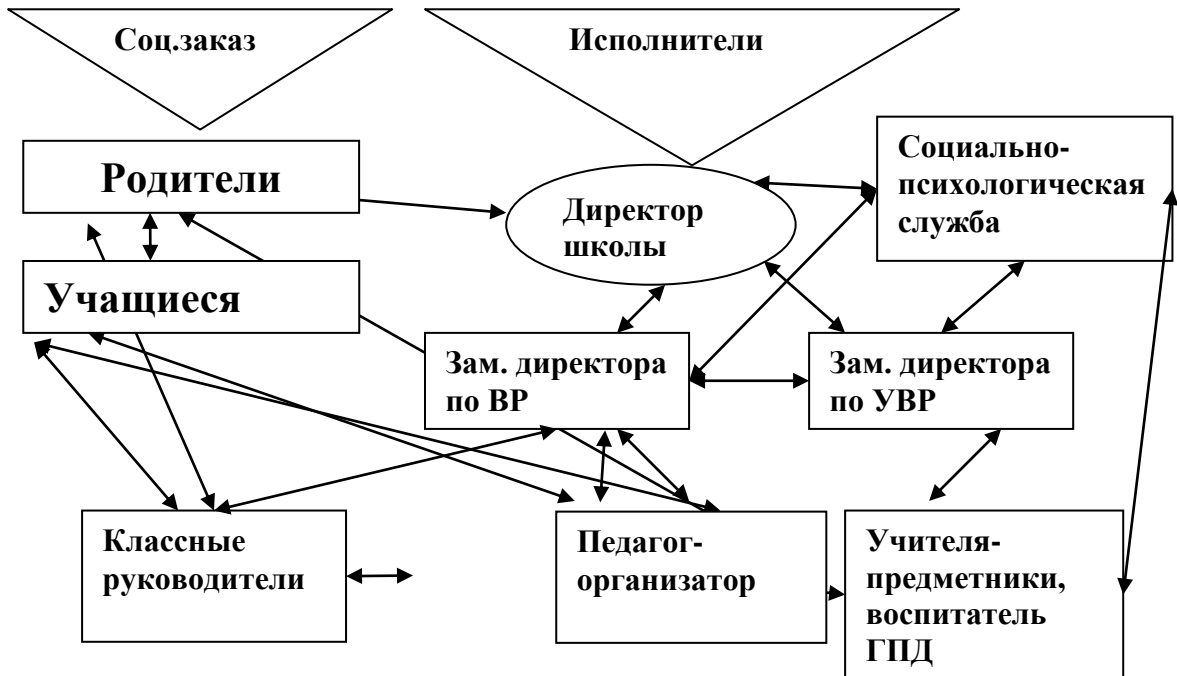 Соц.заказ
Исполнители
Родители
Учащиеся
Директор
школы
Социально-
психологическая
служба
Зам. директора
по ВР
Зам. директора
по УВР
Классные
руководители
Педагог-
организатор
Учителя-
предметники,
воспитатель
ГПД